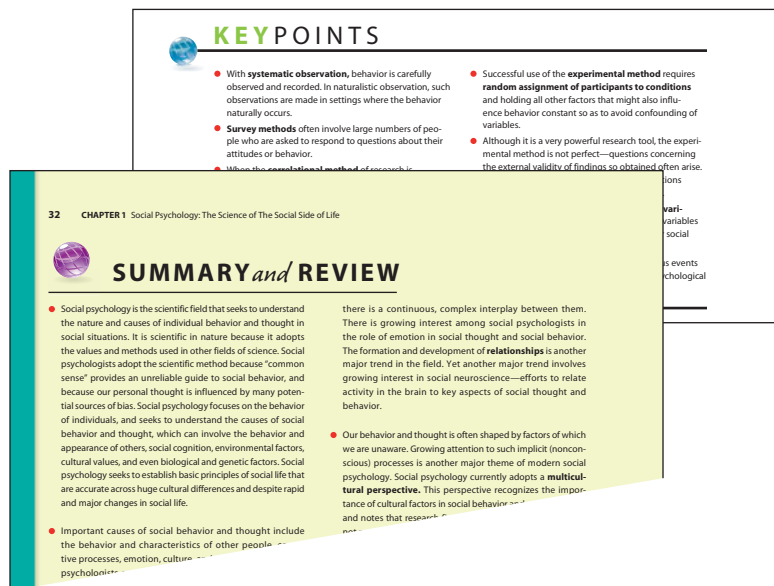 KEYPOINTS
● With systematic observation, behavior is carefully
observed and recorded. In naturalistic observation, such
observations are made in settings where the behavior
naturally occurs.
● Survey methods often involve large numbers of peo-
ple who are asked to respond to questions about their
attitudes or behavior.
● When the correlational method of research is
● Successful use of the experimental method requires
random assignment of participants to conditions
and holding all other factors that might also influ-
ence behavior constant so as to avoid confounding of
variables.
● Although it is a very powerful research tool, the experi-
mental method is not perfect—questions concerning
the external validity of findings so obtained often arise.
32 CHAPTER 1 Social Psychology: The Science of The Social Side of Life
SUMMARY and REVIEW
● Social psychology is the scientific field that seeks to understand
the nature and causes of individual behavior and thought in
social situations. It is scientific in nature because it adopts
the values and methods used in other fields of science. Social
psychologists adopt the scientific method because "common
sense" provides an unreliable guide to social behavior, and
because our personal thought is influenced by many poten-
tial sources of bias. Social psychology focuses on the behavior
of individuals, and seeks to understand the causes of social
behavior and thought, which can involve the behavior and
appearance of others, social cognition, environmental factors,
cultural values, and even biological and genetic factors. Social
psychology seeks to establish basic principles of social life that
are accurate across huge cultural differences and despite rapid
and major changes in social life.
● Important causes of social behavior and thought include
the behavior and characteristics of other people,
tive processes, emotion, culture,
psychologists
there is a continuous, complex interplay between them.
There is growing interest among social psychologists in
the role of emotion in social thought and social behavior.
The formation and development of relationships is another
major trend in the field. Yet another major trend involves
growing interest in social neuroscience—efforts to relate
activity in the brain to key aspects of social thought and
behavior.
● Our behavior and thought is often shaped by factors of which
we are unaware. Growing attention to such implicit (noncon-
scious) processes is another major theme of modern social
psychology. Social psychology currently adopts a multicul-
tural perspective. This perspective recognizes the impor-
tance of cultural factors in social behavior and
and notes that research
vari-
variables
social
events